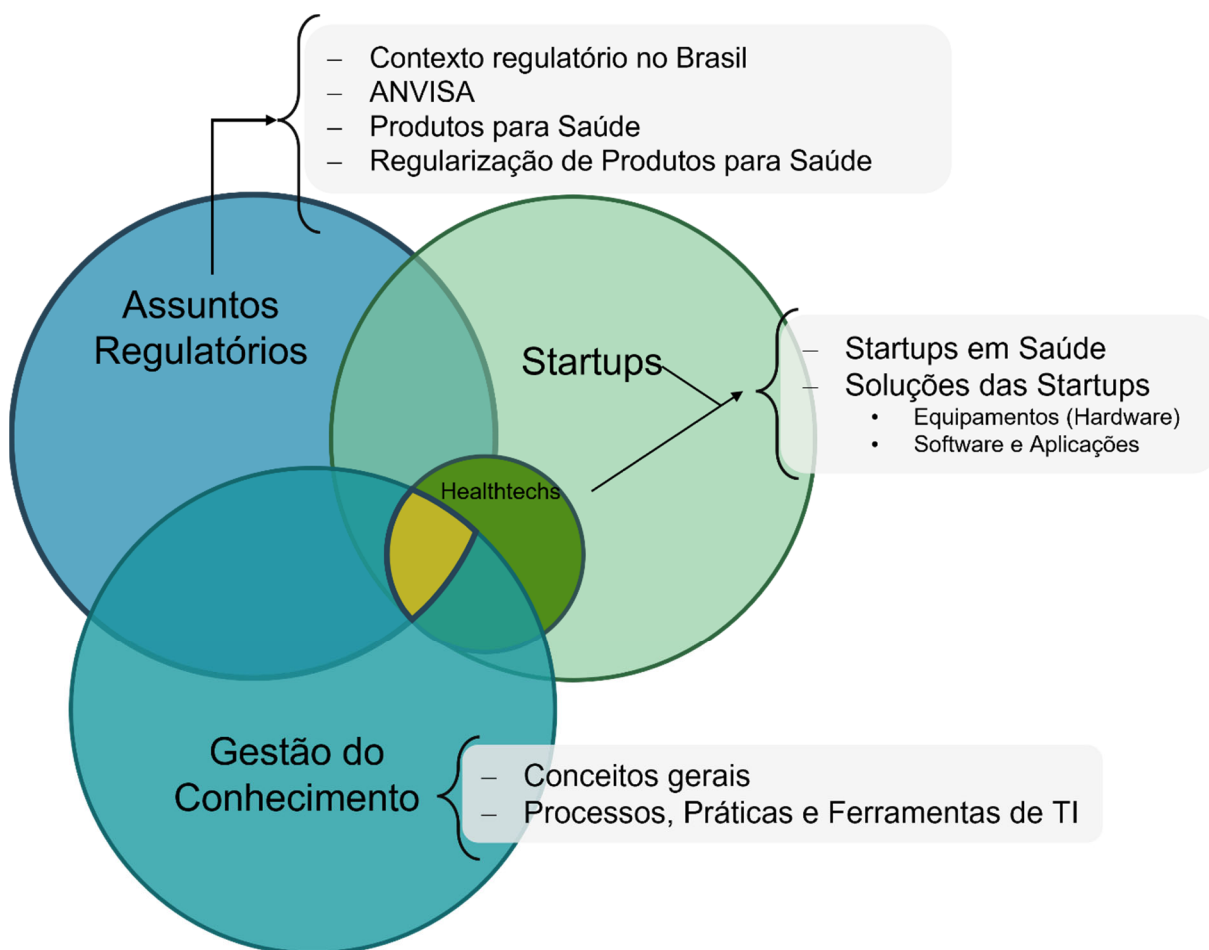 – Contexto regulatório no Brasil
– ANVISA
– Produtos para Saúde
– Regularização de Produtos para Saúde
Assuntos
Regulatórios
Startups
– Startups em Saúde
– Soluções das Startups
• Equipamentos (Hardware)
• Software e Aplicações
Healthtechs
Gestão do
Conhecimento
– Conceitos gerais
– Processos, Práticas e Ferramentas de TI